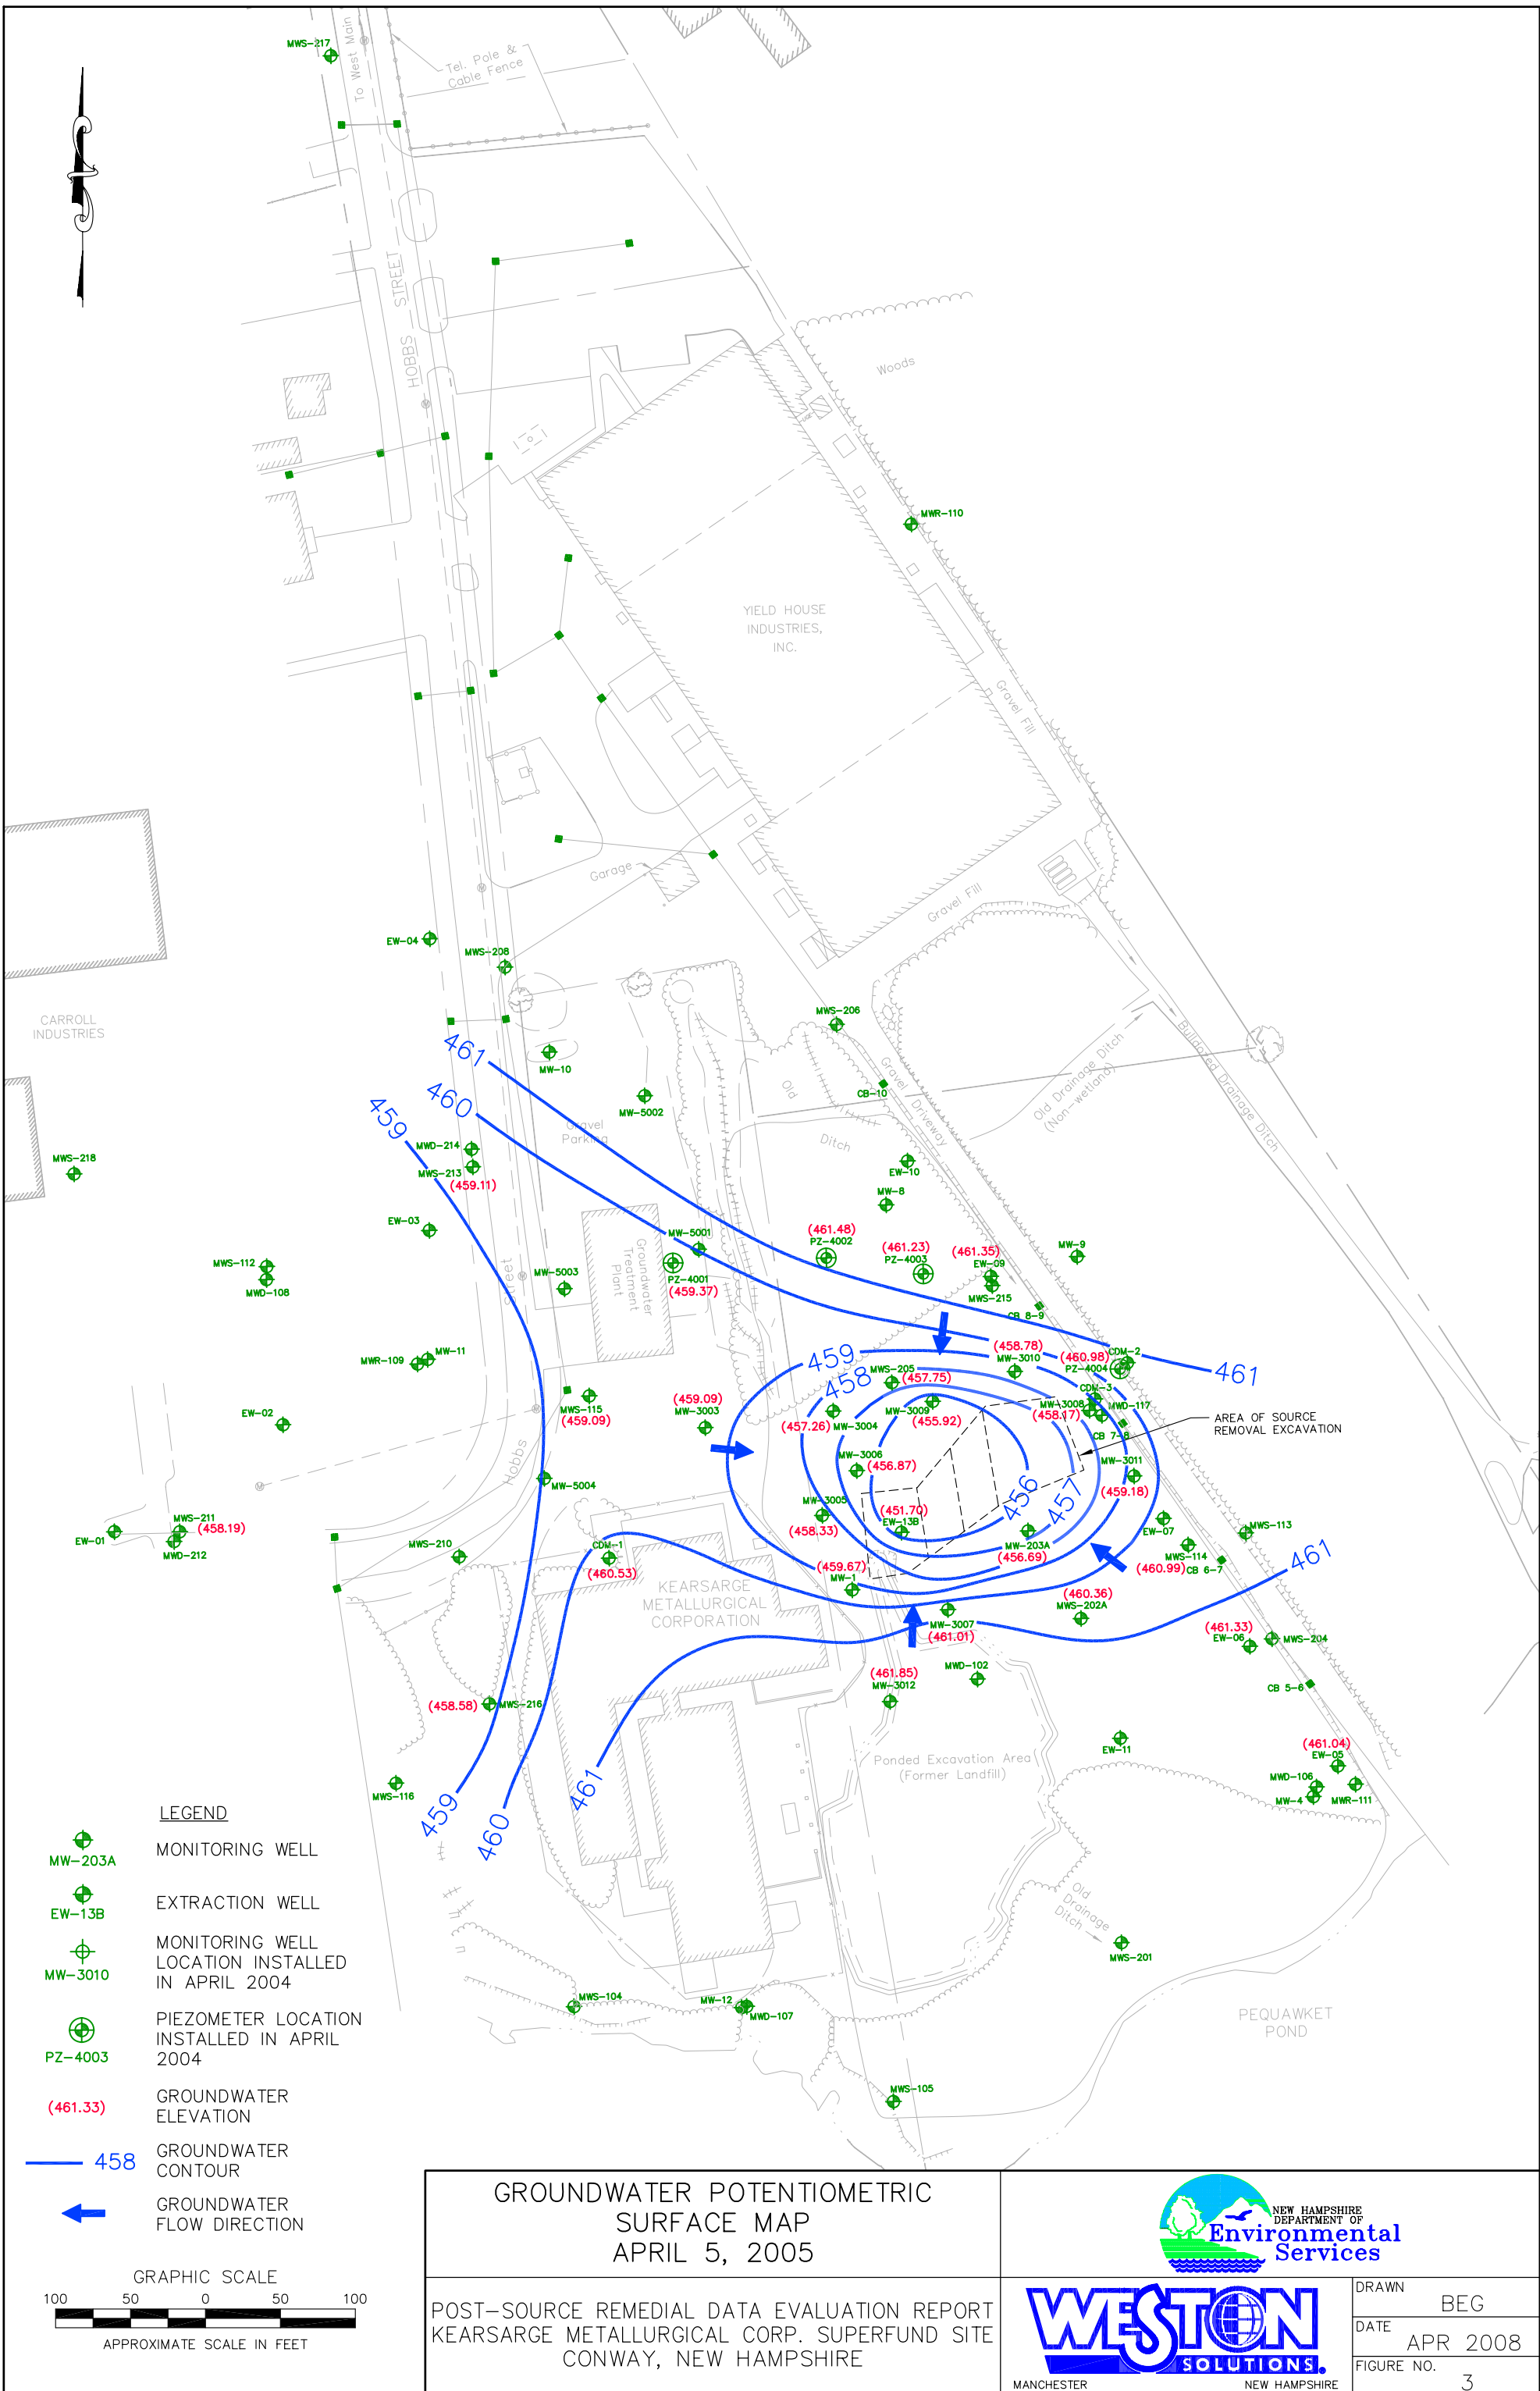 MWS-217
To West Main
Tel. Pole &
Cable Fence
HOBBS STREET
Woods
MWR-110
YIELD HOUSE
INDUSTRIES,
INC.
Gravel Fill
Garage
Gravel Fill
EW-04
MWS-208
CARROLL
INDUSTRIES
MWS-206
461
MW-10
Old
Gravel Driveway
CB-10
Old Drainage Ditch
(Non-wetland)
Bulldozed Drainage Ditch
460
MW-5002
459
Gravel
Parking
Ditch
MWD-214
MWS-213
(459.11)
MWS-218
EW-10
MW-8
EW-03
MW-5001
(461.48)
PZ-4002
(461.23)
PZ-4003
(461.35)
EW-09
MWS-215
MW-9
MWS-112
MWD-108
Street
MW-5003
Groundwater
Treatment
Plant
PZ-4001
(459.37)
CB 8-9
MWR-109
MW-11
459
458
MWS-205
(457.75)
(458.78)
MW-3010
(460.98)
PZ-4004
CDM-2
461
EW-02
MWS-115
(459.09)
(459.09)
MW-3003
(457.26)
MW-3004
MW-3009
(455.92)
CDM-3
MW-3008
(458.17)
MWD-117
CB 7-8
AREA OF SOURCE
REMOVAL EXCAVATION
Hobbs
MW-5004
MW-3006
(456.87)
MW-3011
(459.18)
456
457
MW-3005
(458.33)
(451.70)
EW-13B
MW-203A
(456.69)
EW-07
MWS-113
EW-01
MWS-211
(458.19)
MWD-212
MWS-210
CDM-1
(460.53)
MWS-114
(460.99)
CB 6-7
461
(459.67)
MW-1
KEARSARGE
METALLURGICAL
CORPORATION
(460.36)
MWS-202A
MW-3007
(461.01)
(461.33)
EW-06
MWS-204
(461.85)
MW-3012
MWD-102
CB 5-6
(458.58)
MWS-216
EW-11
Ponded Excavation Area
(Former Landfill)
(461.04)
EW-05
MWD-106
MW-4
MWR-111
MWS-116
459
460
461
Old
Drainage
Ditch
MWS-201
MWS-104
MW-12
MWD-107
PEQUAWKET
POND
MWS-105
LEGEND
MW-203A
MONITORING WELL
EW-13B
EXTRACTION WELL
MW-3010
MONITORING WELL
LOCATION INSTALLED
IN APRIL 2004
PZ-4003
PIEZOMETER LOCATION
INSTALLED IN APRIL
2004
(461.33)
GROUNDWATER
ELEVATION
458
GROUNDWATER
CONTOUR
GROUNDWATER
FLOW DIRECTION
GRAPHIC SCALE
100 50 0 50 100
APPROXIMATE SCALE IN FEET
GROUNDWATER POTENTIOMETRIC
SURFACE MAP
APRIL 5, 2005
POST-SOURCE REMEDIAL DATA EVALUATION REPORT
KEARSARGE METALLURGICAL CORP. SUPERFUND SITE
CONWAY, NEW HAMPSHIRE
NEW HAMPSHIRE
DEPARTMENT OF
Environmental
Services
WESTON
SOLUTIONS®
MANCHESTER NEW HAMPSHIRE
DRAWN
BEG
DATE
APR 2008
FIGURE NO.
3